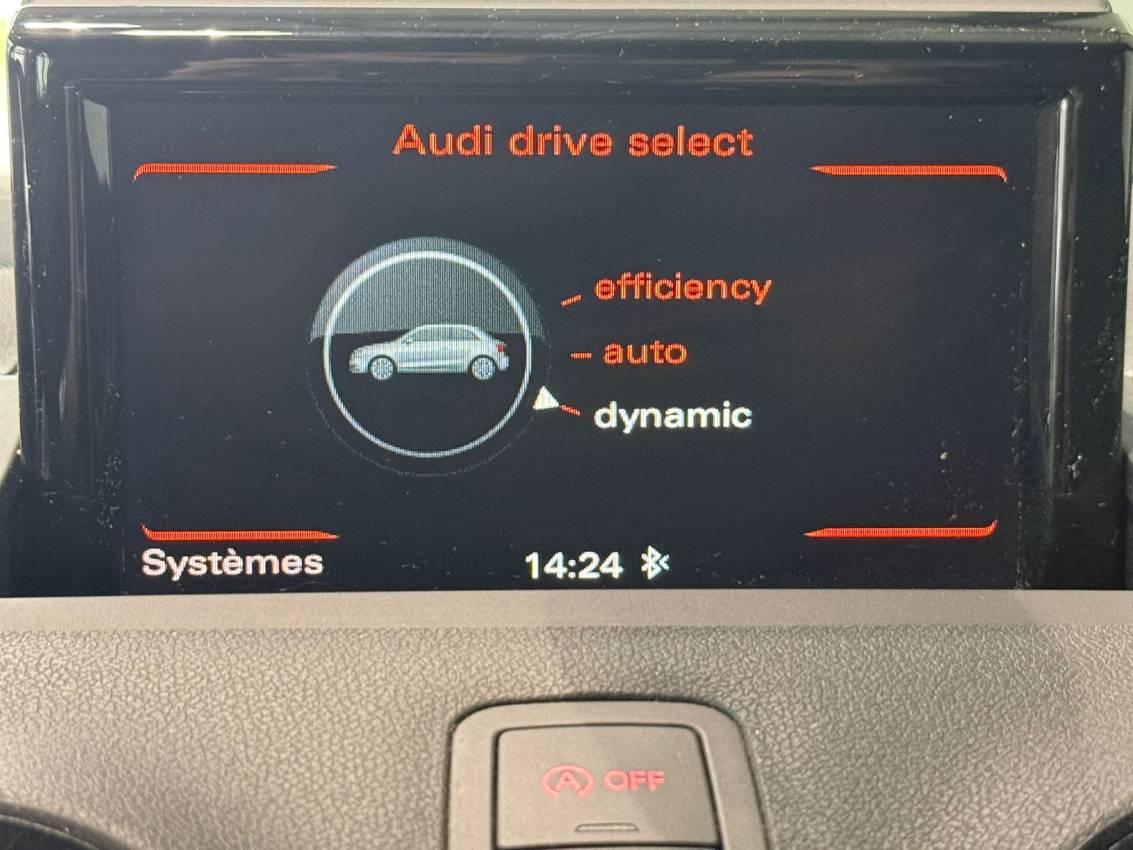 Audi drive select
efficiency
auto
dynamic
Systèmes 14:24
A OFF